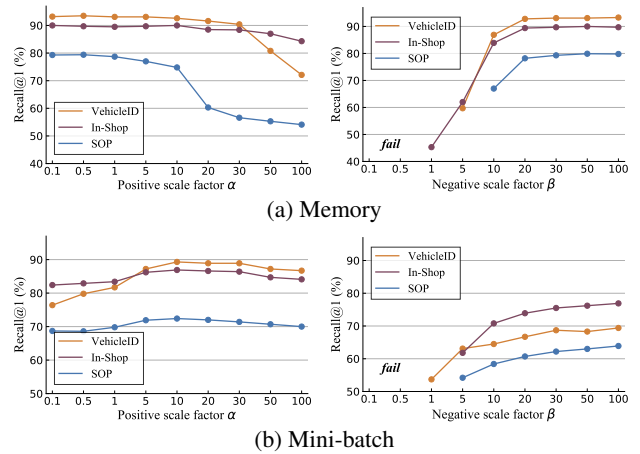 Recall@1 (%)
90
80
70
60
50
40
VehicleID
In-Shop
SOP
0.1 0.5 1 5 10 20 30 50 100
Positive scale factor α
Recall@1 (%)
90
80
70
60
50
40
VehicleID
In-Shop
SOP
fail
0.1 0.5 1 5 10 20 30 50 100
Negative scale factor β
(a) Memory
Recall@1 (%)
90
80
70
60
50
VehicleID
In-Shop
SOP
0.1 0.5 1 5 10 20 30 50 100
Positive scale factor α
Recall@1 (%)
90
80
70
60
50
VehicleID
In-Shop
SOP
fail
0.1 0.5 1 5 10 20 30 50 100
Negative scale factor β
(b) Mini-batch